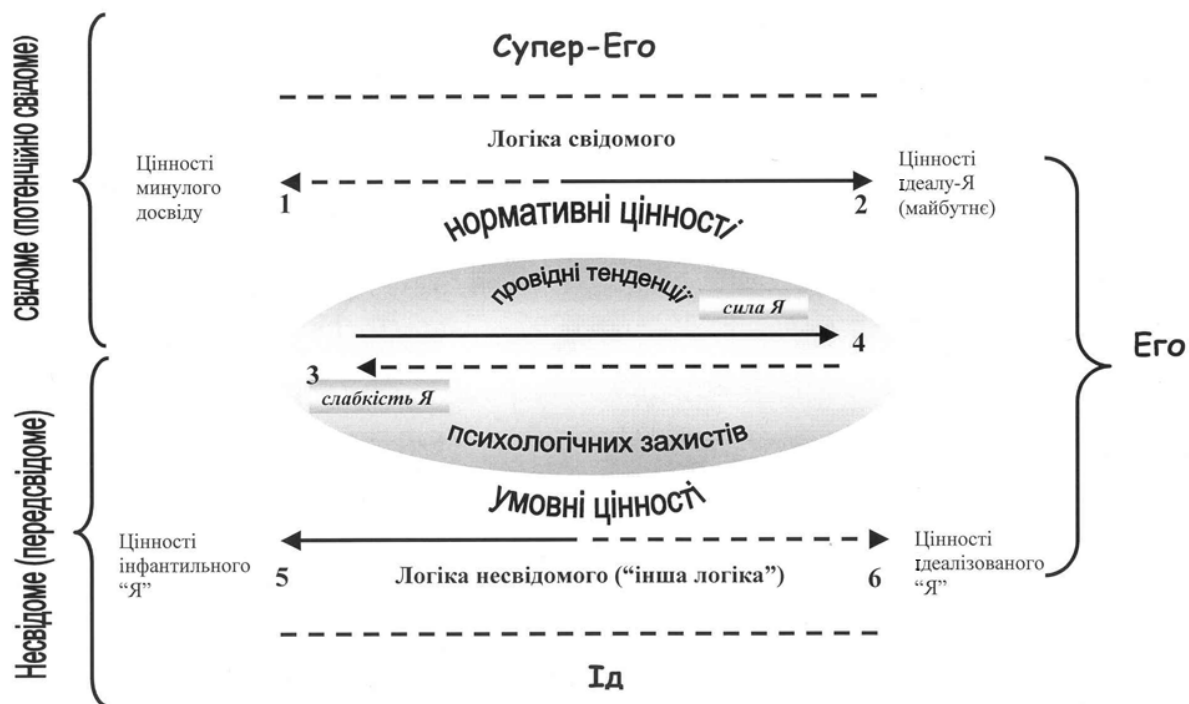 Свідоме (потенційно свідоме)
Супер-Его
Логіка свідомого
Цінності
минулого
досвіду
1
2
Цінності
ідеалу-Я
(майбутнє)
нормативні цінності
провідні тенденції
сила Я
4
3
слабкість Я
Его
психологічних захистів
умовні цінності
Несвідоме (передсвідоме)
Цінності
інфантильного
“Я”
5
Логіка несвідомого (“інша логіка”)
6
Цінності
ідеалізованого
“Я”
Ід